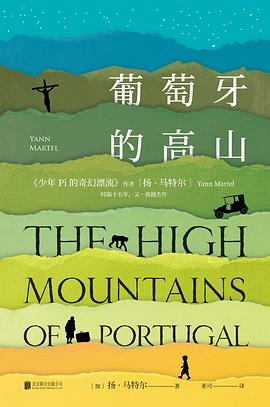 葡萄牙
的高山
YANN
MARTEL
《少年Pi的奇幻漂流》作者 | 扬·马特尔 | Yann Martel
时隔十五年,又一震撼杰作
THE HIGH
MOUNTAINS
OF PORTUGAL
北京联合出版公司
〔加〕扬·马特尔——著
亚可——译